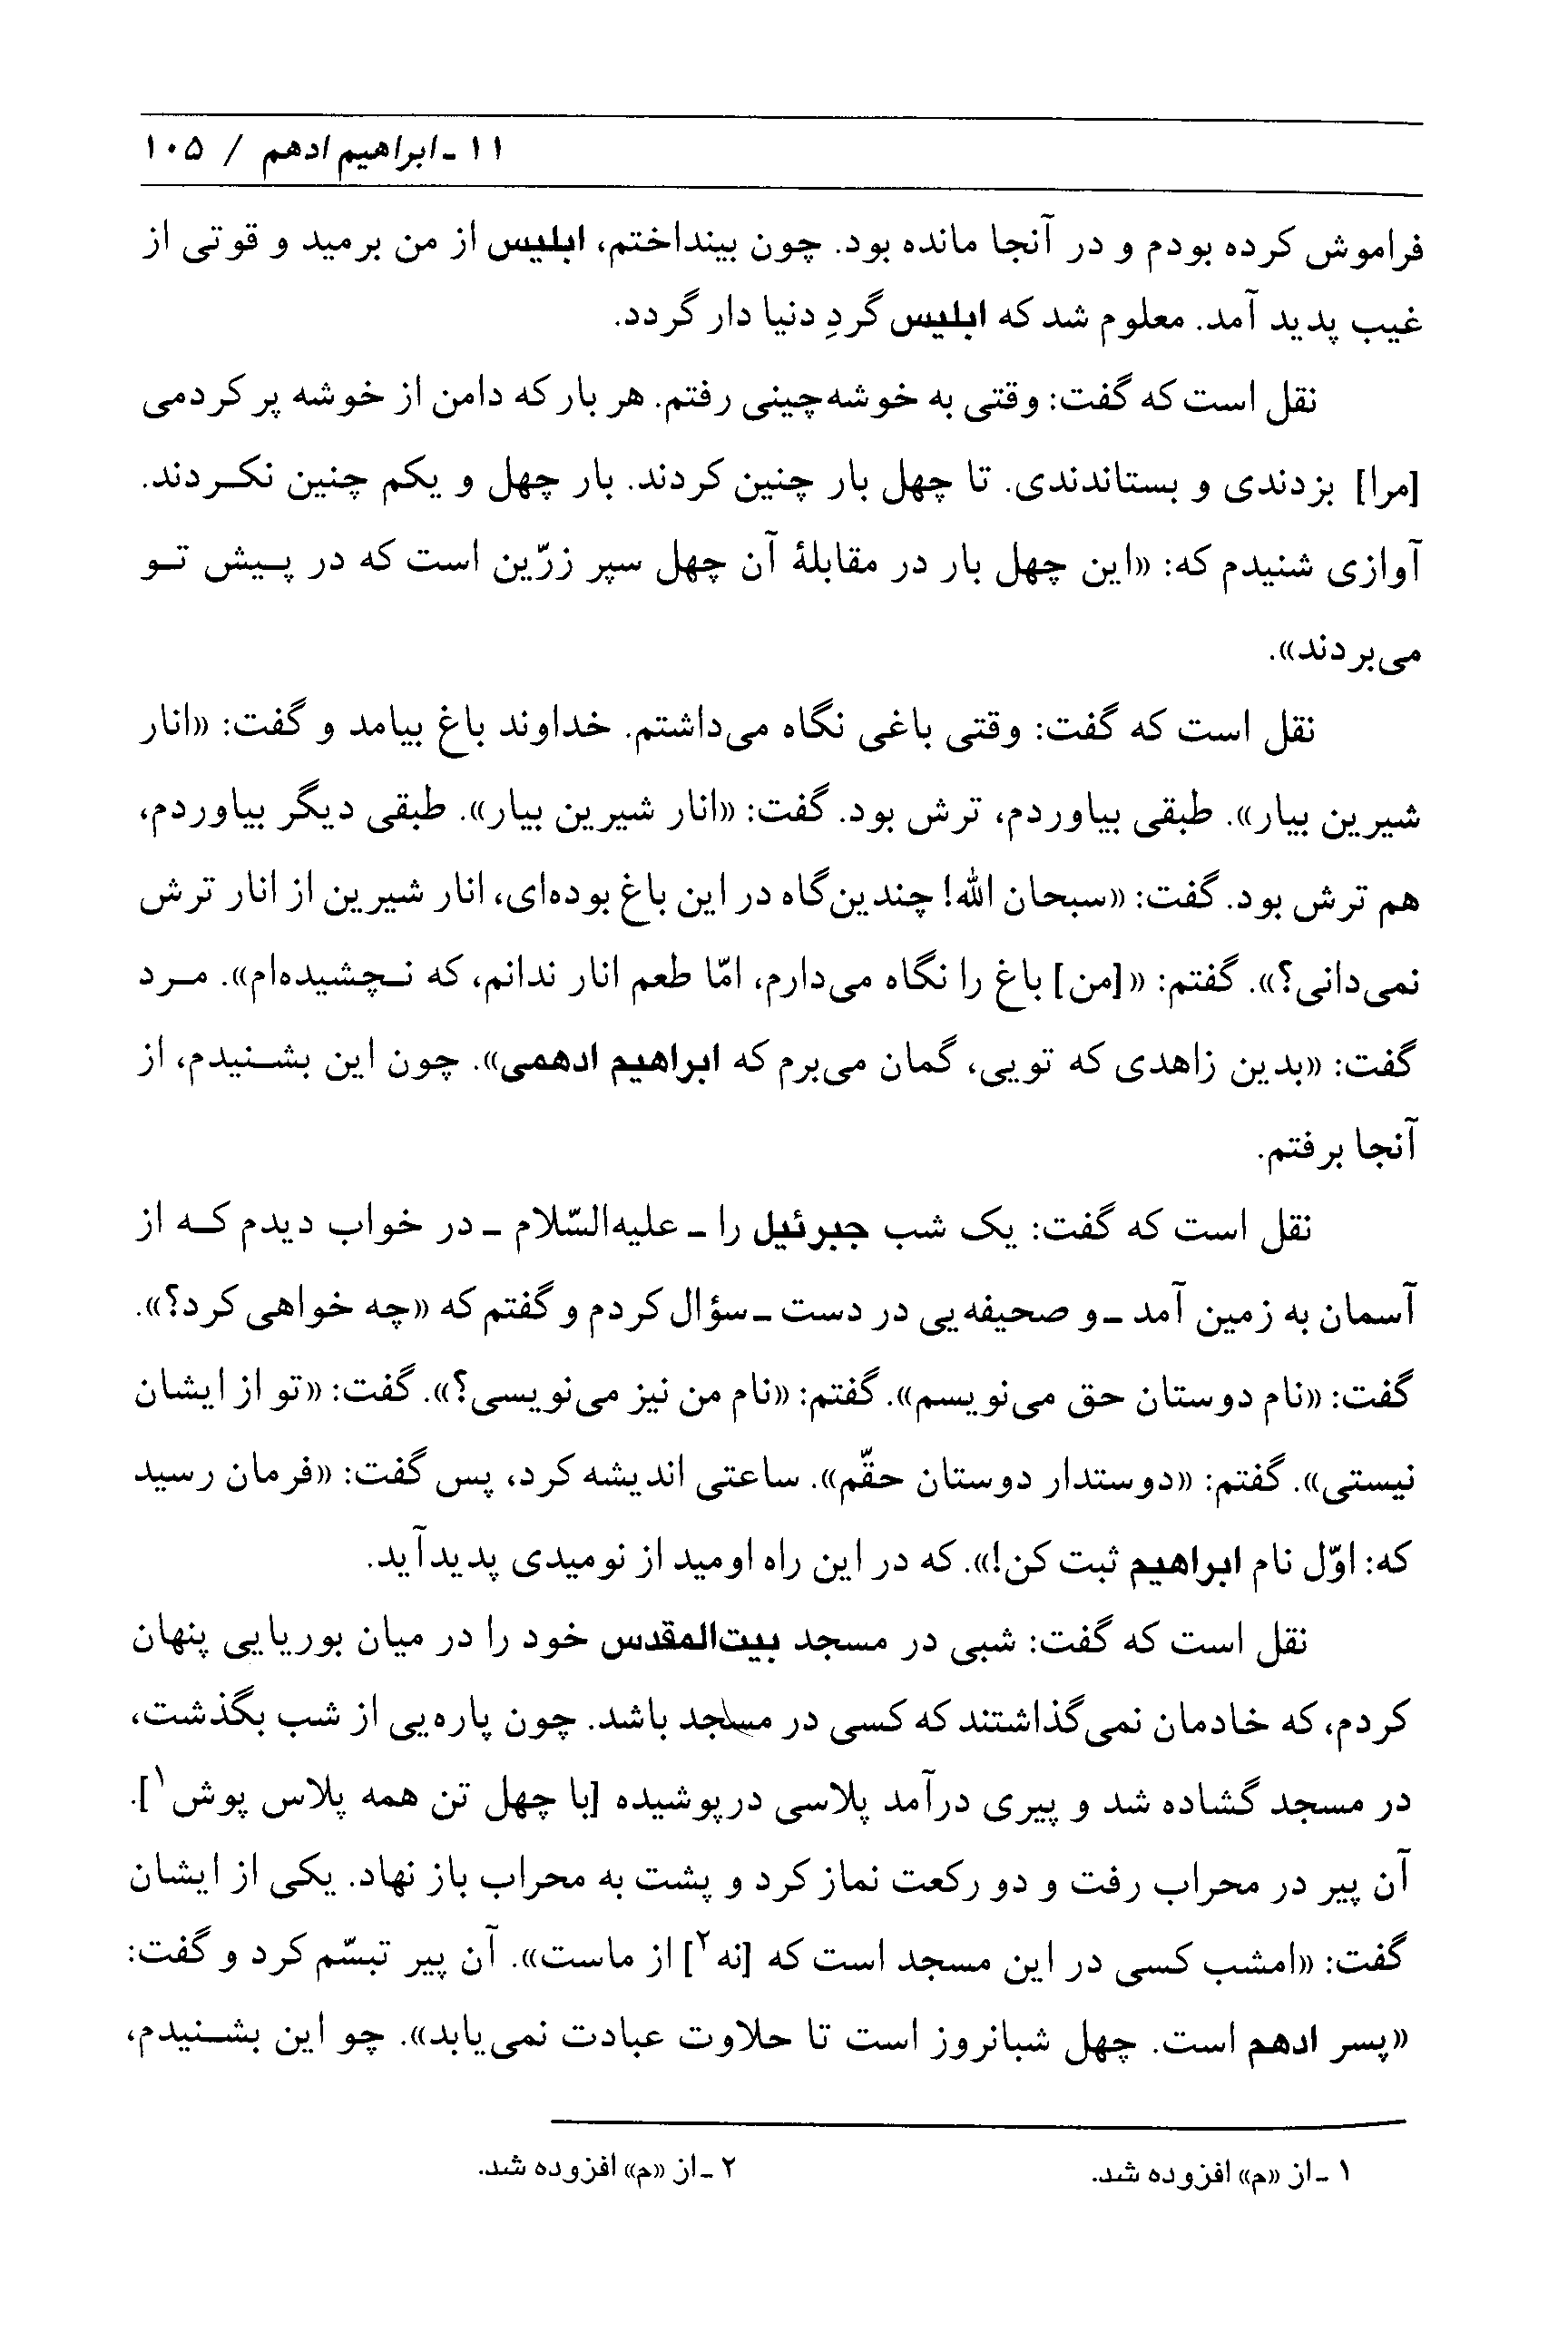 ۱۱ ـ ابراهیم ادهم / ۱۰۵
فراموش کرده بودم و در آنجا مانده بود. چون بینداختم، ابلیس از من برمید و قوتی از
غیب پدید آمد. معلوم شد که ابلیس گردِ دنیا دار گردد.
نقل است که گفت: وقتی به خوشه‌چینی رفتم. هر بار که دامن از خوشه پر کردمی
[مرا] بزدندی و بستاندندی. تا چهل بار چنین کردند. بار چهل و یکم چنین نکردند.
آوازی شنیدم که: «این چهل بار در مقابلهٔ آن چهل سپر زرّین است که در پیش تو
می‌بردند».
نقل است که گفت: وقتی باغی نگاه می‌داشتم. خداوند باغ بیامد و گفت: «انار
شیرین بیار». طبقی بیاوردم، ترش بود. گفت: «انار شیرین بیار». طبقی دیگر بیاوردم،
هم ترش بود. گفت: «سبحان الله! چندین‌گاه در این باغ بوده‌ای، انار شیرین از انار ترش
نمی‌دانی؟». گفتم: «[من] باغ را نگاه می‌دارم، امّا طعم انار ندانم، که نچشیده‌ام». مرد
گفت: «بدین زاهدی که تویی، گمان می‌برم که ابراهیم ادهمی». چون این بشنیدم، از
آنجا برفتم.
نقل است که گفت: یک شب جبرئیل را ـ علیه‌السّلام ـ در خواب دیدم که از
آسمان به زمین آمد ـ و صحیفه‌یی در دست ـ سؤال کردم و گفتم که «چه خواهی کرد؟».
گفت: «نام دوستان حق می‌نویسم». گفتم: «نام من نیز می‌نویسی؟». گفت: «تو از ایشان
نیستی». گفتم: «دوستدار دوستان حقّم». ساعتی اندیشه کرد، پس گفت: «فرمان رسید
که: اوّل نام ابراهیم ثبت کن!». که در این راه اومید از نومیدی پدیدآید.
نقل است که گفت: شبی در مسجد بیت‌المقدس خود را در میان بوریایی پنهان
کردم، که خادمان نمی‌گذاشتند که کسی در مسجد باشد. چون پاره‌یی از شب بگذشت،
در مسجد گشاده شد و پیری درآمد پلاسی درپوشیده [با چهل تن همه پلاس پوش۱].
آن پیر در محراب رفت و دو رکعت نماز کرد و پشت به محراب باز نهاد. یکی از ایشان
گفت: «امشب کسی در این مسجد است که [نه۲] از ماست». آن پیر تبسّم کرد و گفت:
«پسر ادهم است. چهل شبانروز است تا حلاوت عبادت نمی‌یابد». چو این بشنیدم،
۱ ـ از «م» افزوده شد. ۲ ـ از «م» افزوده شد.